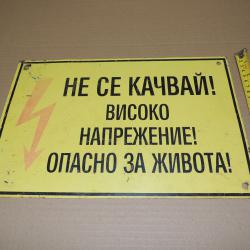 НЕ СЕ КАЧВАЙ!
ВИСОКО
НАПРЕЖЕНИЕ!
ОПАСНО ЗА ЖИВОТА!